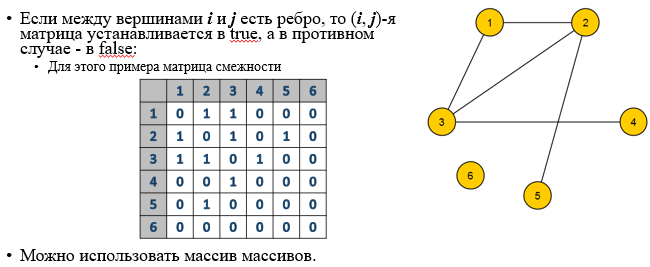 • Если между вершинами i и j есть ребро, то (i, j)-я
матрица устанавливается в true, а в противном
случае - в false:
• Для этого примера матрица смежности
1 2 3 4 5 6
1 0 1 1 0 0 0
2 1 0 1 0 1 0
3 1 1 0 1 0 0
4 0 0 1 0 0 0
5 0 1 0 0 0 0
6 0 0 0 0 0 0
• Можно использовать массив массивов.
1 2
3 4
6
5